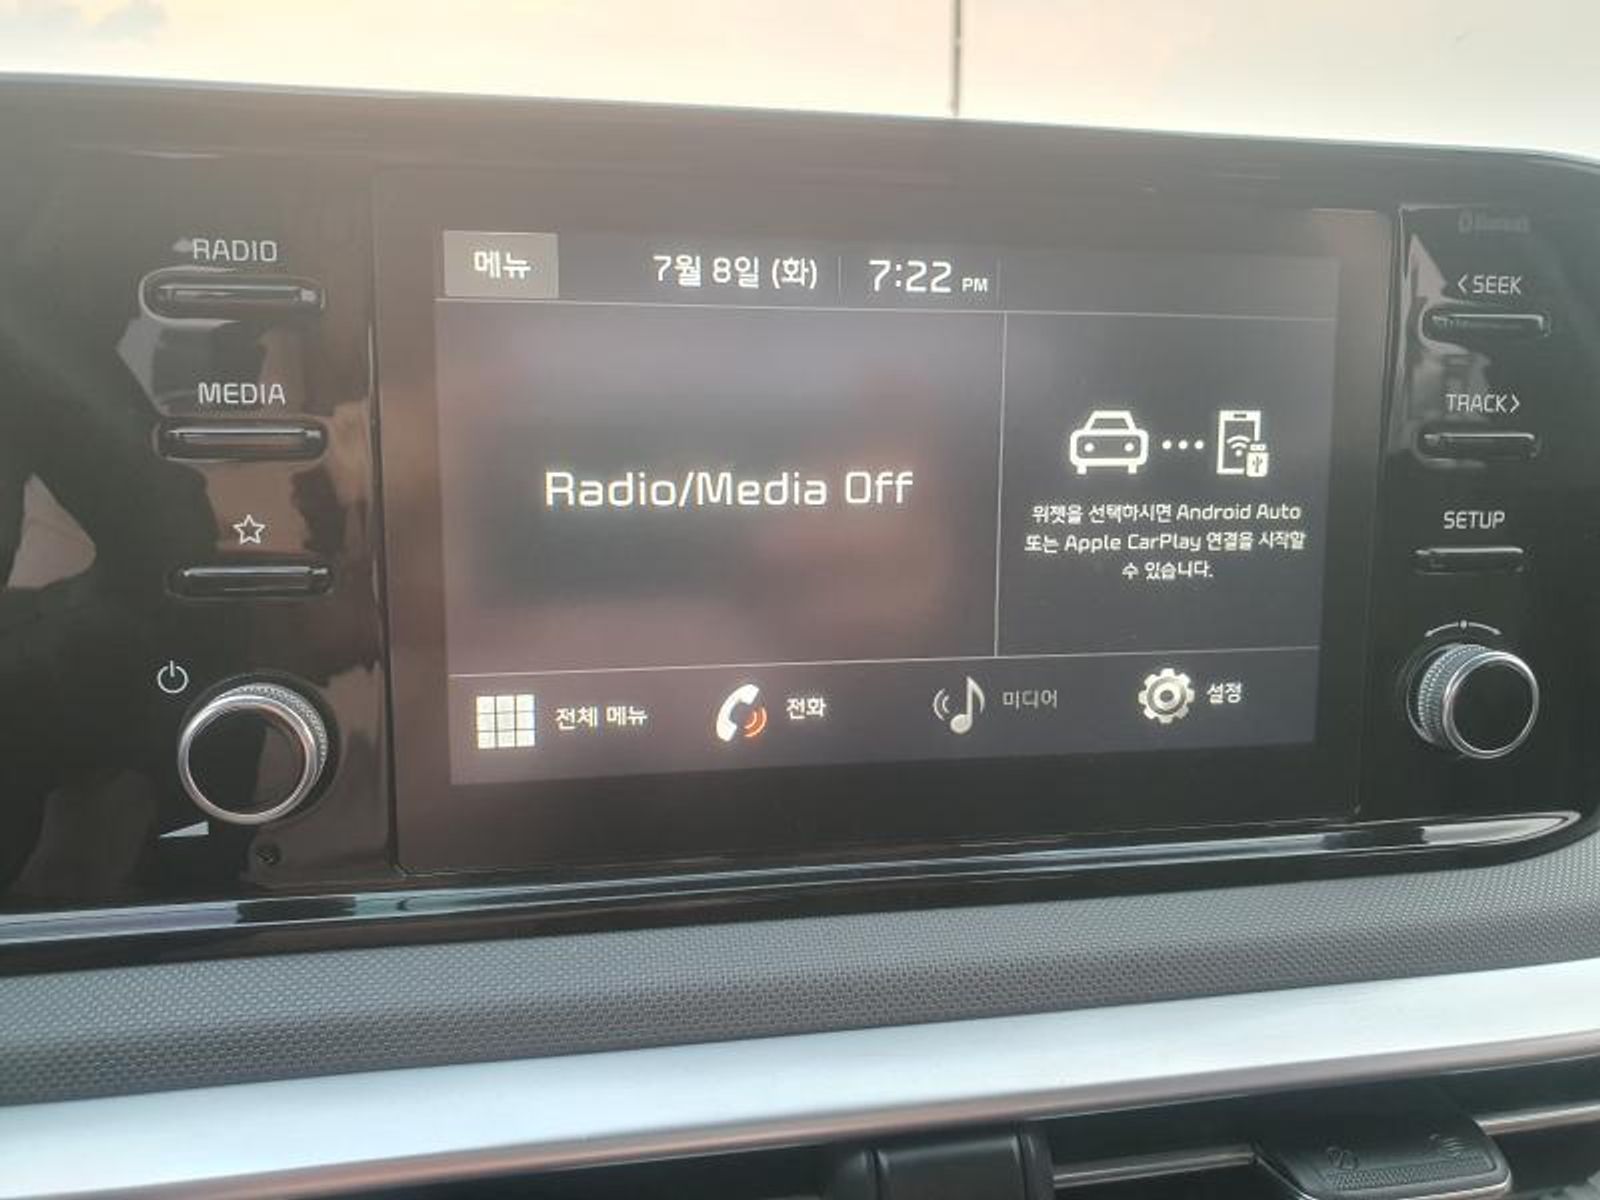 RADIO
MEDIA
메뉴
7월 8일 (화)
7:22 PM
Radio/Media Off
위젯을 선택하시면 Android Auto
또는 Apple CarPlay 연결을 시작할
수 있습니다.
전체 메뉴
전화
미디어
설정
Bluetooth
< SEEK
TRACK >
SETUP